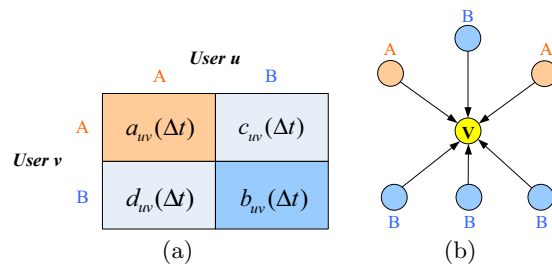 User u
A B
User v
A
a_uv(Δt) c_uv(Δt)
B
d_uv(Δt) b_uv(Δt)
(a)
B
A A
V
B B B
(b)